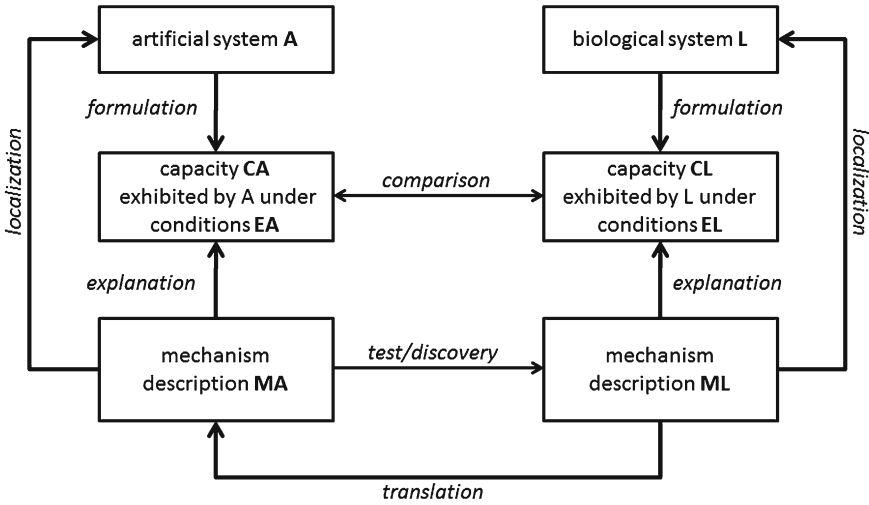 artificial system A
biological system L
formulation
formulation
localization
localization
capacity CA
exhibited by A under
conditions EA
comparison
capacity CL
exhibited by L under
conditions EL
explanation
explanation
mechanism
description MA
test/discovery
mechanism
description ML
translation